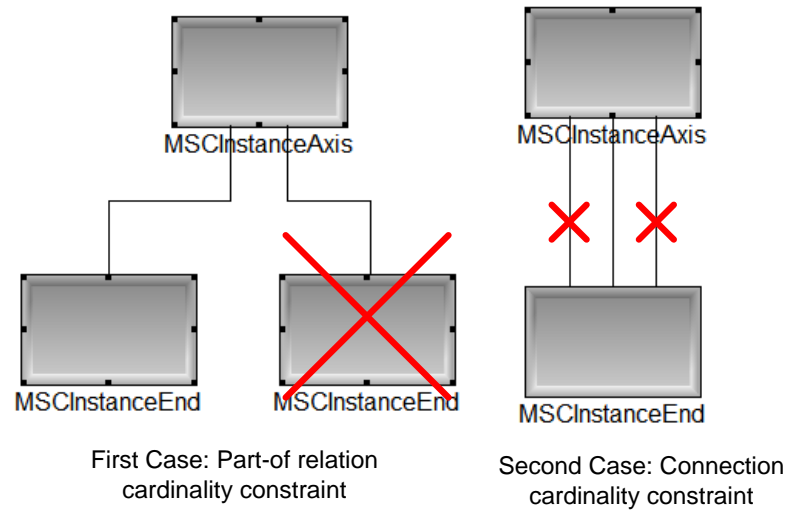 MSCInstanceAxis
MSCInstanceEnd
MSCInstanceEnd
First Case: Part-of relation
cardinality constraint
MSCInstanceAxis
MSCInstanceEnd
Second Case: Connection
cardinality constraint